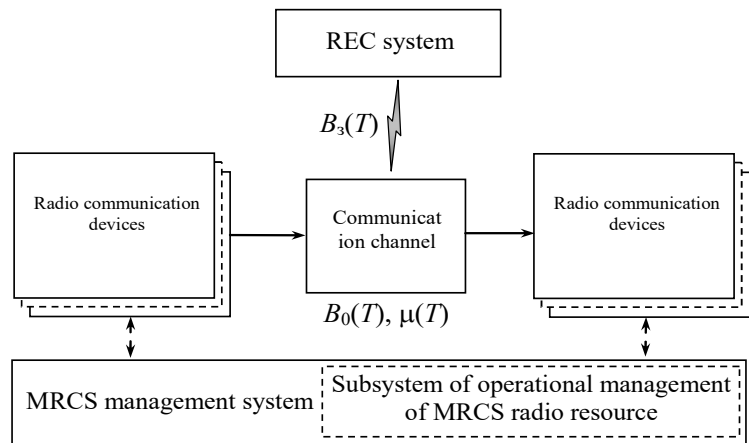 REC system
B₃(T)
Radio communication
devices
Communicat
ion channel
Radio communication
devices
B₀(T), μ(T)
MRCS management system
Subsystem of operational management
of MRCS radio resource